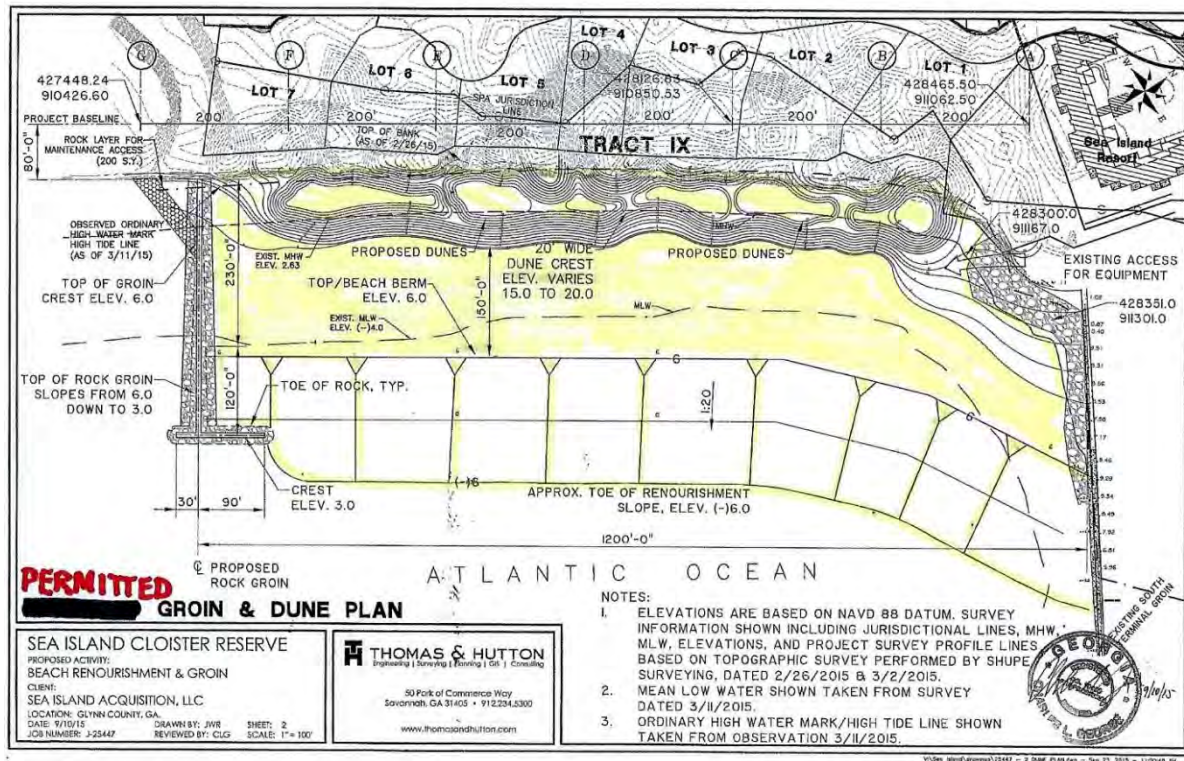 LOT 4
G
F
E
D
C
B
A
LOT 3
LOT 2
LOT 1
LOT 6
LOT 5
LOT 7
427448.24
910426.60
428126.63
910850.53
428465.50
911062.50
SPA JURISDICTION
LINE
PROJECT BASELINE
200'
200'
200'
200'
200'
200'
80'-0"
ROCK LAYER FOR
MAINTENANCE ACCESS
(200 S.Y.)
TOP OF BANK
(AS OF 2/26/15)
TRACT IX
Sea Island
Resort
OBSERVED ORDINARY
HIGH WATER MARK
HIGH TIDE LINE
(AS OF 3/11/15)
230'-0"
EXIST. MHW
ELEV. 2.63
PROPOSED DUNES
20' WIDE
DUNE CREST
ELEV. VARIES
15.0 TO 20.0
MHW
PROPOSED DUNES
428300.0
911167.0
EXISTING ACCESS
FOR EQUIPMENT
428351.0
911301.0
TOP OF GROIN
CREST ELEV. 6.0
TOP/BEACH BERM
ELEV. 6.0
150'-0"
EXIST. MLW
ELEV. (-)4.0
MLW
6
6
TOP OF ROCK GROIN
SLOPES FROM 6.0
DOWN TO 3.0
120'-0"
TOE OF ROCK, TYP.
1:20
30'
90'
CREST
ELEV. 3.0
(-)6
APPROX. TOE OF RENOURISHMENT
SLOPE, ELEV. (-)6.0
1200'-0"
℄ PROPOSED
ROCK GROIN
ATLANTIC OCEAN
EXISTING SOUTH
TERMINAL GROIN
PERMITTED
GROIN & DUNE PLAN
NOTES:
1. ELEVATIONS ARE BASED ON NAVD 88 DATUM. SURVEY
INFORMATION SHOWN INCLUDING JURISDICTIONAL LINES, MHW,
MLW, ELEVATIONS, AND PROJECT SURVEY PROFILE LINES
BASED ON TOPOGRAPHIC SURVEY PERFORMED BY SHUPE
SURVEYING, DATED 2/26/2015 & 3/2/2015.
2. MEAN LOW WATER SHOWN TAKEN FROM SURVEY
DATED 3/11/2015.
3. ORDINARY HIGH WATER MARK/HIGH TIDE LINE SHOWN
TAKEN FROM OBSERVATION 3/11/2015.
GEORGIA
9/10/15
SEA ISLAND CLOISTER RESERVE
PROPOSED ACTIVITY:
BEACH RENOURISHMENT & GROIN
CLIENT:
SEA ISLAND ACQUISITION, LLC
LOCATION: GLYNN COUNTY, GA.
DATE: 9/10/15 DRAWN BY: JWR SHEET: 2
JOB NUMBER: J-25447 REVIEWED BY: CLG SCALE: 1" = 100'
TH THOMAS & HUTTON
Engineering | Surveying | Planning | GIS | Consulting
50 Park of Commerce Way
Savannah, GA 31405 • 912.234.5300
www.thomasandhutton.com